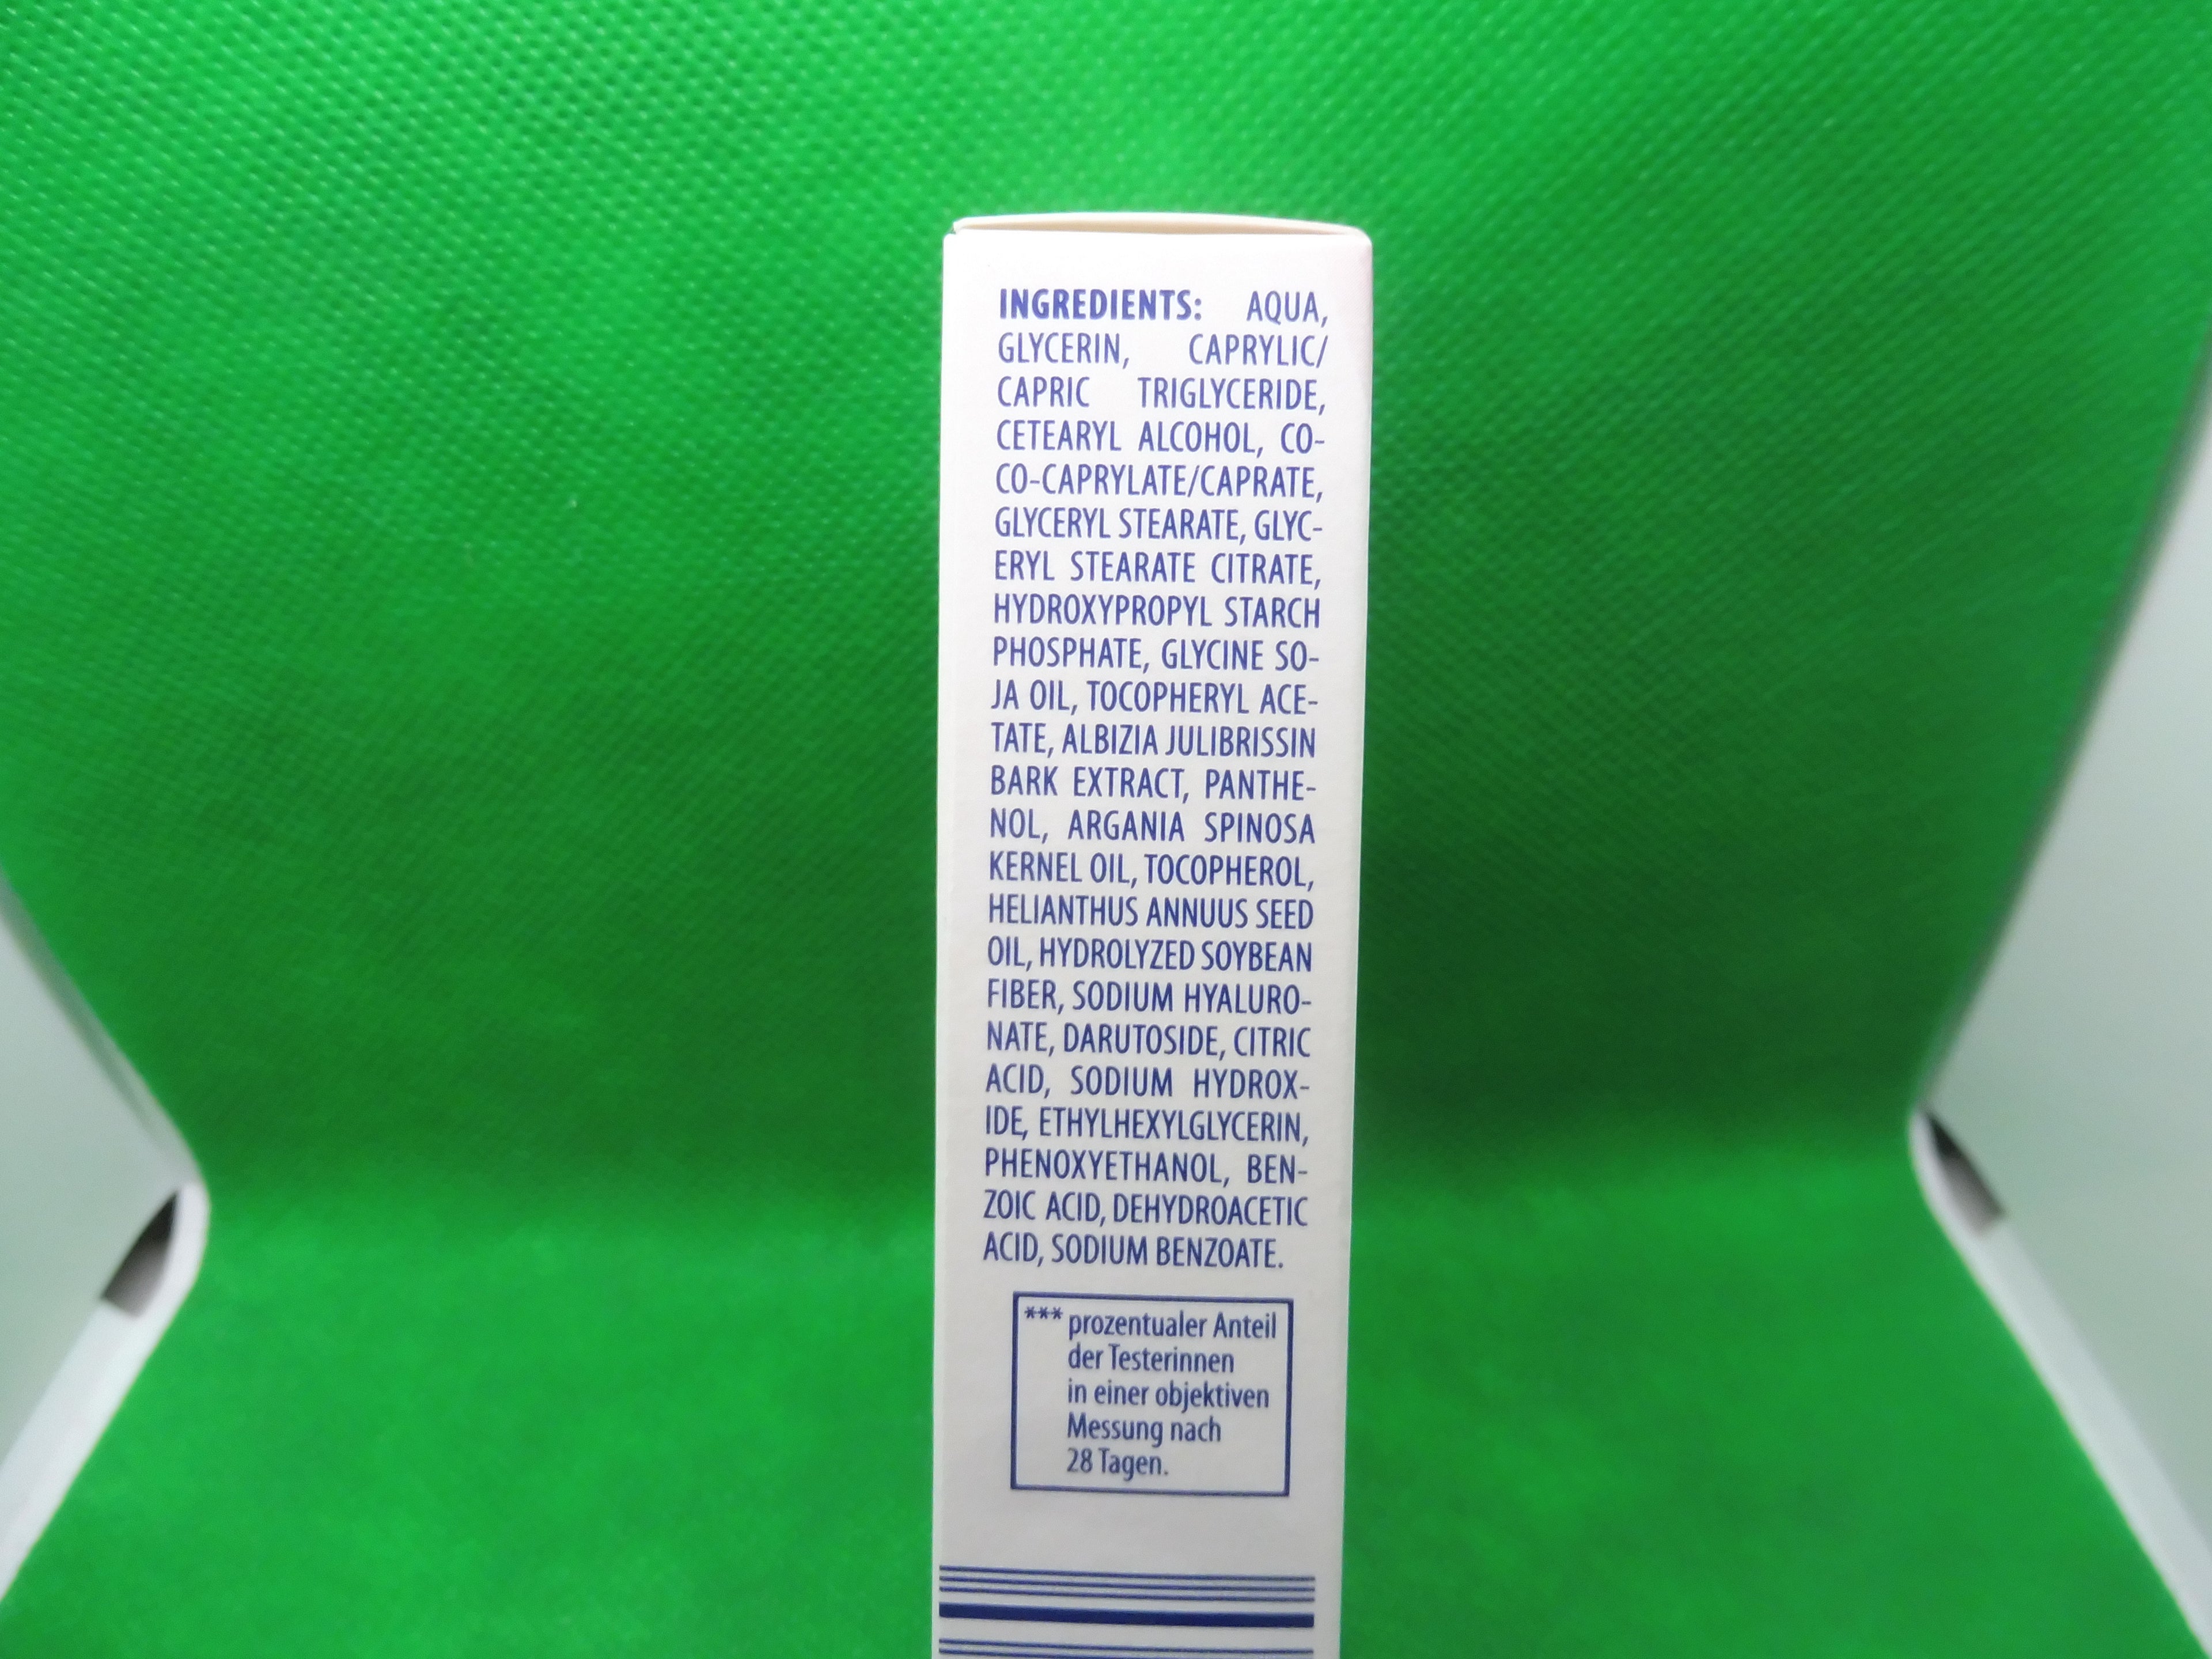 INGREDIENTS: AQUA,
GLYCERIN, CAPRYLIC/
CAPRIC TRIGLYCERIDE,
CETEARYL ALCOHOL, CO-
CO-CAPRYLATE/CAPRATE,
GLYCERYL STEARATE, GLYC-
ERYL STEARATE CITRATE,
HYDROXYPROPYL STARCH
PHOSPHATE, GLYCINE SO-
JA OIL, TOCOPHERYL ACE-
TATE, ALBIZIA JULIBRISSIN
BARK EXTRACT, PANTHE-
NOL, ARGANIA SPINOSA
KERNEL OIL, TOCOPHEROL,
HELIANTHUS ANNUUS SEED
OIL, HYDROLYZED SOYBEAN
FIBER, SODIUM HYALURO-
NATE, DARUTOSIDE, CITRIC
ACID, SODIUM HYDROX-
IDE, ETHYLHEXYLGLYCERIN,
PHENOXYETHANOL, BEN-
ZOIC ACID, DEHYDROACETIC
ACID, SODIUM BENZOATE.
*** prozentualer Anteil
der Testerinnen
in einer objektiven
Messung nach
28 Tagen.